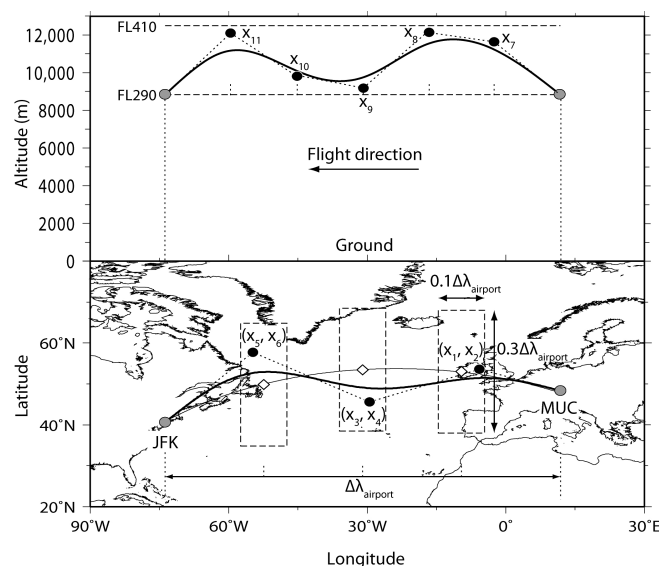 FL410
12,000
x₁₁
x₈
x₇
10,000
x₁₀
FL290
x₉
8000
Altitude (m)
6000
Flight direction
4000
2000
Ground
0
0.1Δλairport
(x₅, x₆)
(x₁, x₂)
0.3Δλairport
60°N
Latitude
(x₃, x₄)
MUC
40°N
JFK
Δλairport
20°N
90°W
60°W
30°W
0°
30°E
Longitude